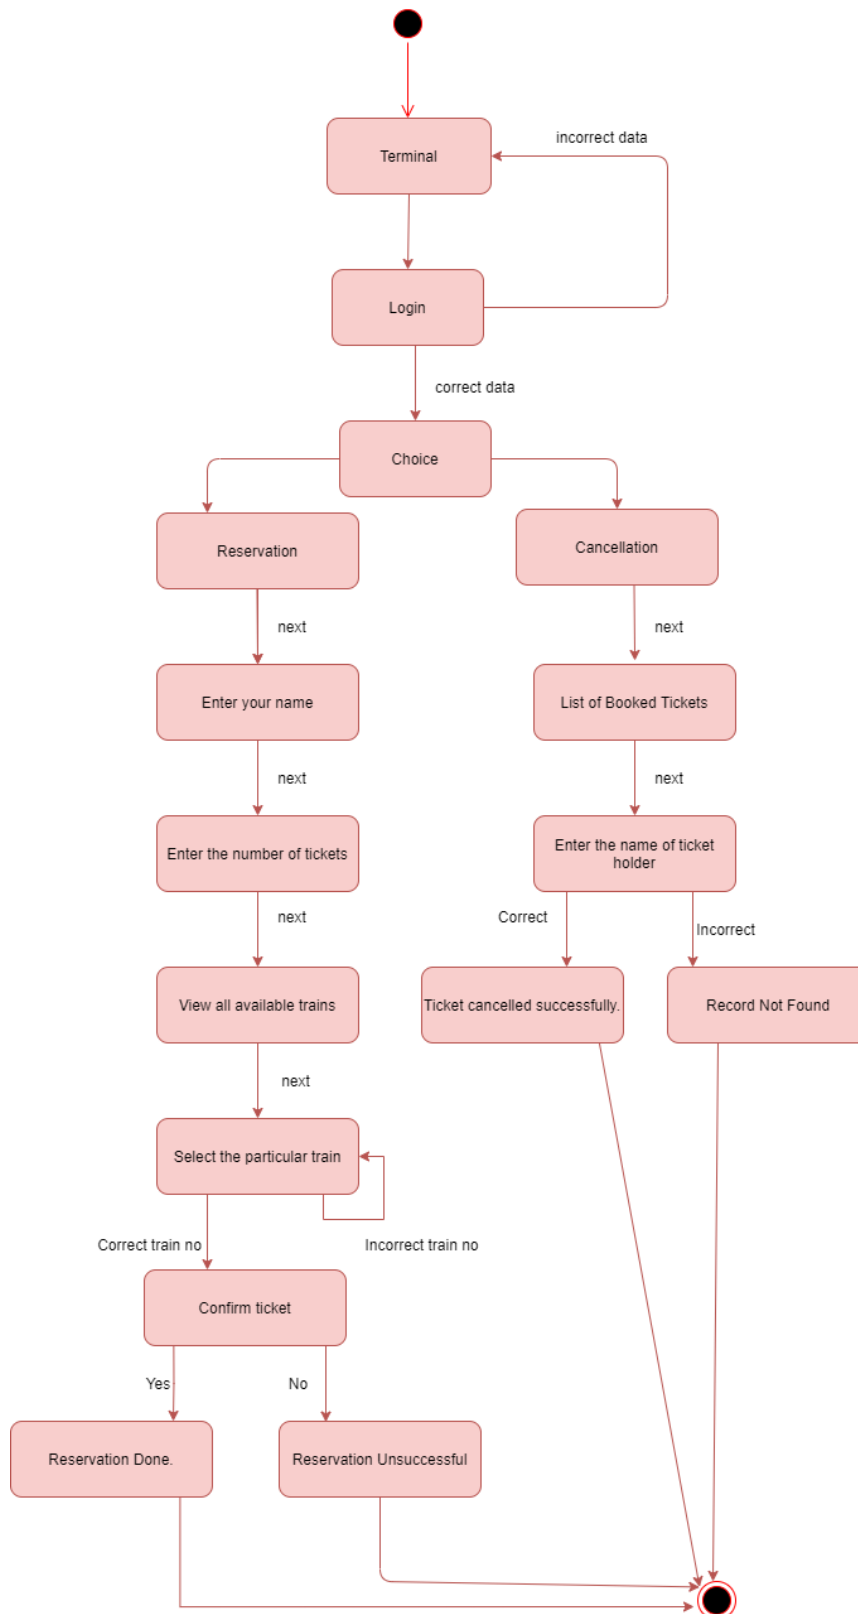 incorrect data
Terminal
Login
correct data
Choice
Reservation
Cancellation
next
next
Enter your name
List of Booked Tickets
next
next
Enter the number of tickets
Enter the name of ticket
holder
next
Correct
Incorrect
View all available trains
Ticket cancelled successfully.
Record Not Found
next
Select the particular train
Correct train no
Incorrect train no
Confirm ticket
Yes
No
Reservation Done.
Reservation Unsuccessful